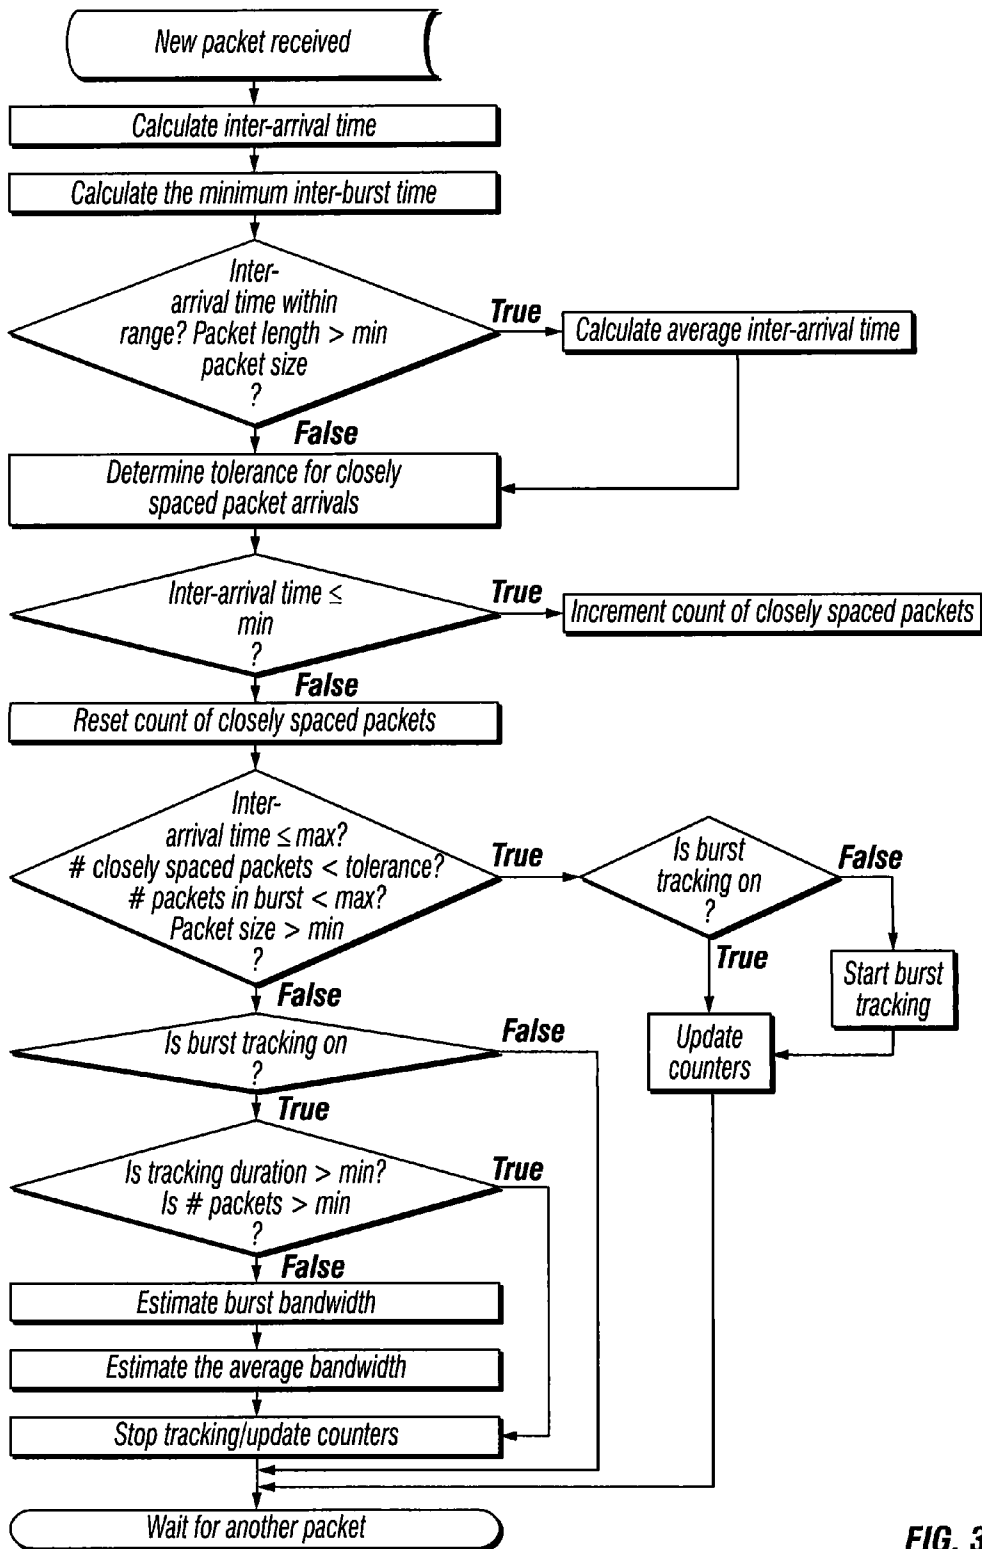 New packet received
Calculate inter-arrival time
Calculate the minimum inter-burst time
Inter-
arrival time within
range? Packet length > min
packet size
?
True
Calculate average inter-arrival time
False
Determine tolerance for closely
spaced packet arrivals
Inter-arrival time ≤
min
?
True
Increment count of closely spaced packets
False
Reset count of closely spaced packets
Inter-
arrival time ≤ max?
# closely spaced packets < tolerance?
# packets in burst < max?
Packet size > min
?
True
Is burst
tracking on
?
False
True
Start burst
tracking
Update
counters
False
Is burst tracking on
?
False
True
Is tracking duration > min?
Is # packets > min
?
True
False
Estimate burst bandwidth
Estimate the average bandwidth
Stop tracking/update counters
Wait for another packet
FIG. 3